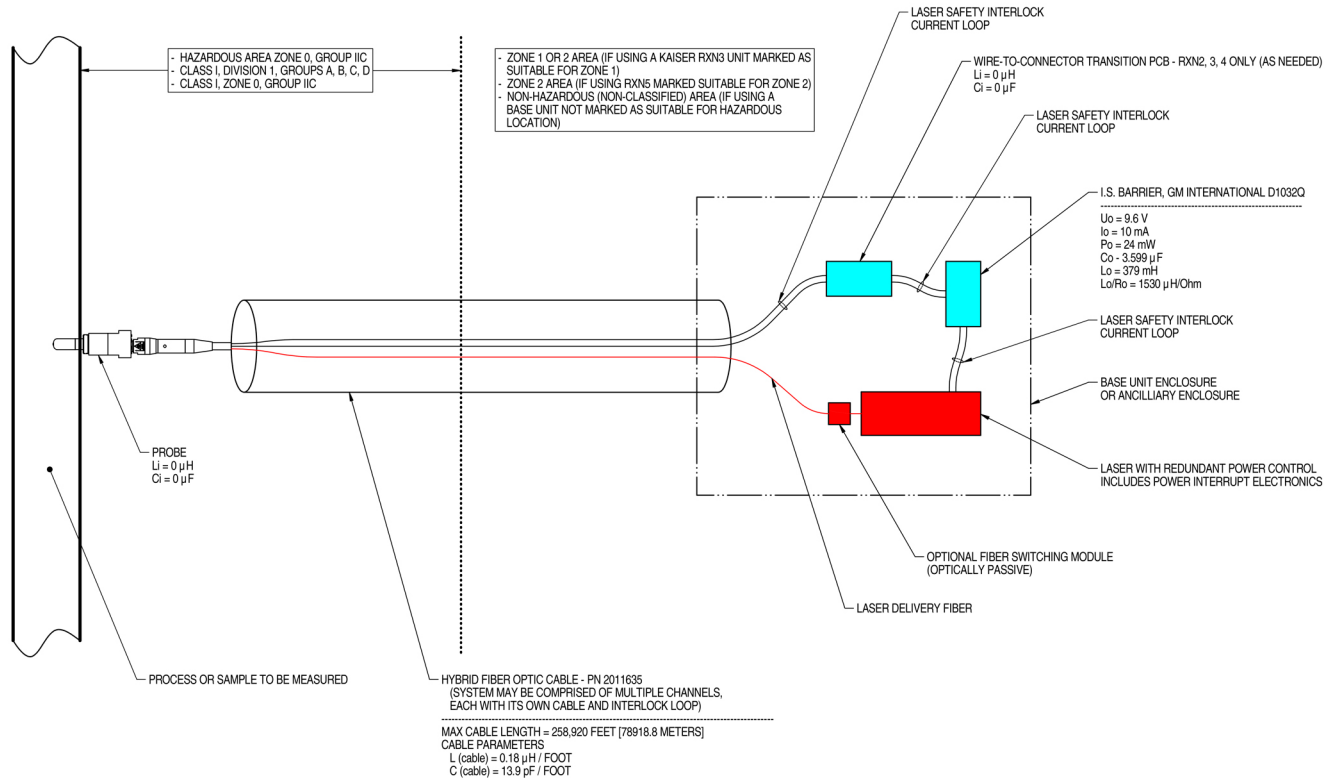 - HAZARDOUS AREA ZONE 0, GROUP IIC
- CLASS I, DIVISION 1, GROUPS A, B, C, D
- CLASS I, ZONE 0, GROUP IIC
- ZONE 1 OR 2 AREA (IF USING A KAISER RXN3 UNIT MARKED AS
SUITABLE FOR ZONE 1)
- ZONE 2 AREA (IF USING RXN5 MARKED SUITABLE FOR ZONE 2)
- NON-HAZARDOUS (NON-CLASSIFIED) AREA (IF USING A
BASE UNIT NOT MARKED AS SUITABLE FOR HAZARDOUS
LOCATION)
LASER SAFETY INTERLOCK
CURRENT LOOP
WIRE-TO-CONNECTOR TRANSITION PCB - RXN2, 3, 4 ONLY (AS NEEDED)
Li = 0 µH
Ci = 0 µF
LASER SAFETY INTERLOCK
CURRENT LOOP
I.S. BARRIER, GM INTERNATIONAL D1032Q
Uo = 9.6 V
Io = 10 mA
Po = 24 mW
Co - 3.599 µF
Lo = 379 mH
Lo/Ro = 1530 µH/Ohm
LASER SAFETY INTERLOCK
CURRENT LOOP
BASE UNIT ENCLOSURE
OR ANCILLIARY ENCLOSURE
LASER WITH REDUNDANT POWER CONTROL
INCLUDES POWER INTERRUPT ELECTRONICS
OPTIONAL FIBER SWITCHING MODULE
(OPTICALLY PASSIVE)
LASER DELIVERY FIBER
PROBE
Li = 0 µH
Ci = 0 µF
PROCESS OR SAMPLE TO BE MEASURED
HYBRID FIBER OPTIC CABLE - PN 2011635
(SYSTEM MAY BE COMPRISED OF MULTIPLE CHANNELS,
EACH WITH ITS OWN CABLE AND INTERLOCK LOOP)
MAX CABLE LENGTH = 258,920 FEET [78918.8 METERS]
CABLE PARAMETERS
L (cable) = 0.18 µH / FOOT
C (cable) = 13.9 pF / FOOT